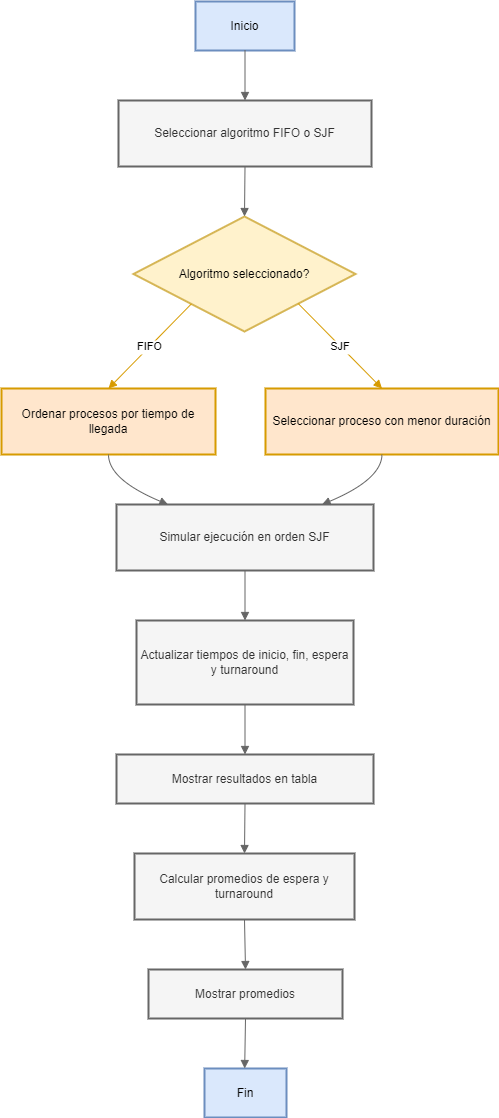 Inicio
Seleccionar algoritmo FIFO o SJF
Algoritmo seleccionado?
FIFO
SJF
Ordenar procesos por tiempo de
llegada
Seleccionar proceso con menor duración
Simular ejecución en orden SJF
Actualizar tiempos de inicio, fin, espera
y turnaround
Mostrar resultados en tabla
Calcular promedios de espera y
turnaround
Mostrar promedios
Fin